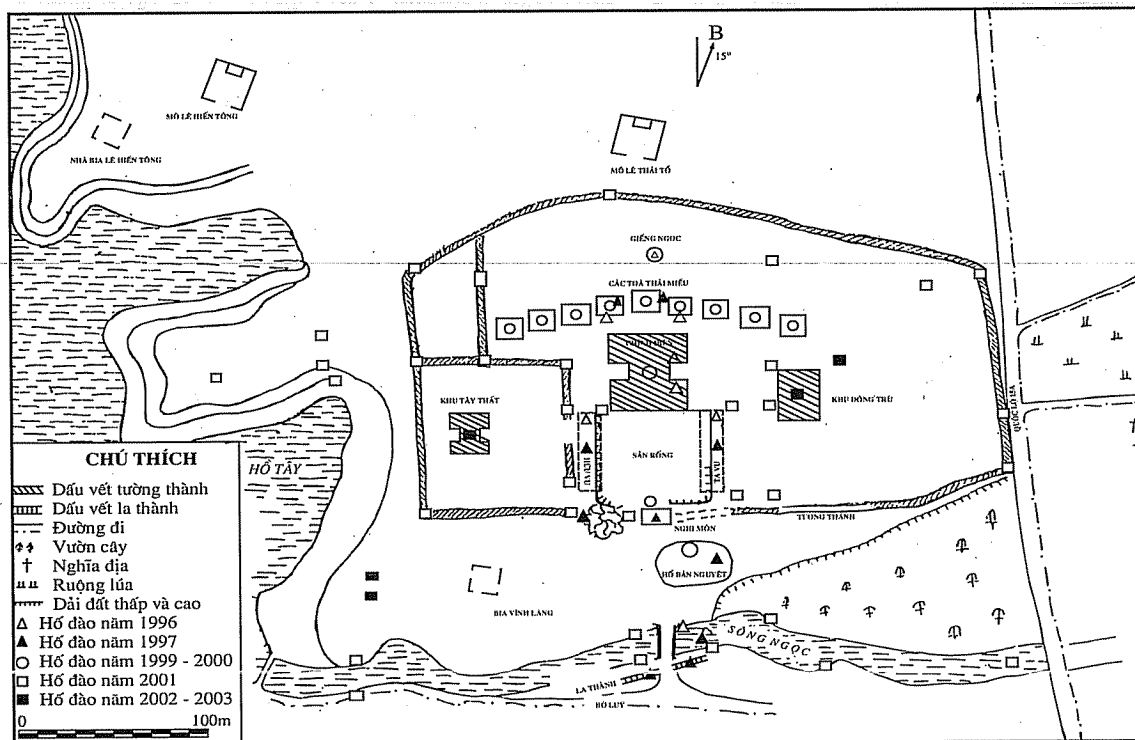 B
15°
MỘ LÊ HIẾN TÔNG
NHÀ BIA LÊ HIẾN TÔNG
MỘ LÊ THÁI TỔ
GIẾNG NGỌC
CÁC TOÀ THÁI MIẾU
KHU TÂY THẤT
KHU ĐÔNG TRÙ
QUỐC LỘ 15A
SÂN RỒNG
TẢ VU
NGHI MÔN
TƯỜNG THÀNH
HỒ BÁN NGUYỆT
HỒ TÂY
BIA VĨNH LĂNG
SÔNG NGỌC
LA THÀNH
BỜ LUỸ
CHÚ THÍCH
Dấu vết tường thành
Dấu vết la thành
Đường đi
Vườn cây
Nghĩa địa
Ruộng lúa
Dải đất thấp và cao
Hố đào năm 1996
Hố đào năm 1997
Hố đào năm 1999 - 2000
Hố đào năm 2001
Hố đào năm 2002 - 2003
0 100m